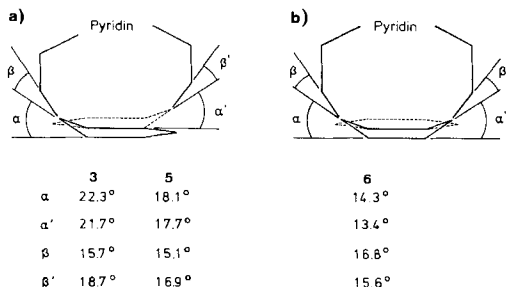 a)
b)
Pyridin
Pyridin
β
β'
β
β'
α
α'
α
α'
3 5 6
α 22.3° 18.1° 14.3°
α' 21.7° 17.7° 13.4°
β 15.7° 15.1° 16.8°
β' 18.7° 16.9° 15.6°